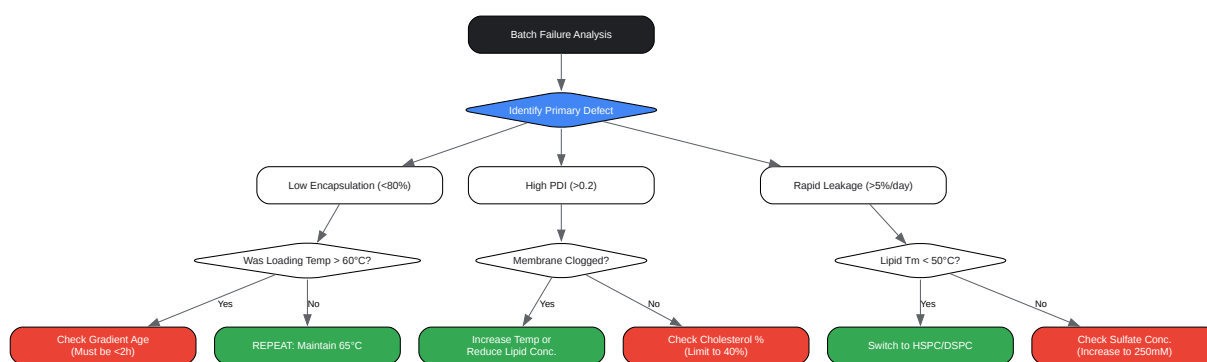 Batch Failure Analysis
Identify Primary Defect
Low Encapsulation (<80%)
High PDI (>0.2)
Rapid Leakage (>5%/day)
Was Loading Temp > 60°C?
Membrane Clogged?
Lipid Tm < 50°C?
Yes
No
Yes
No
Yes
No
Check Gradient Age
(Must be <2h)
REPEAT: Maintain 65°C
Increase Temp or
Reduce Lipid Conc.
Check Cholesterol %
(Limit to 40%)
Switch to HSPC/DSPC
Check Sulfate Conc.
(Increase to 250mM)